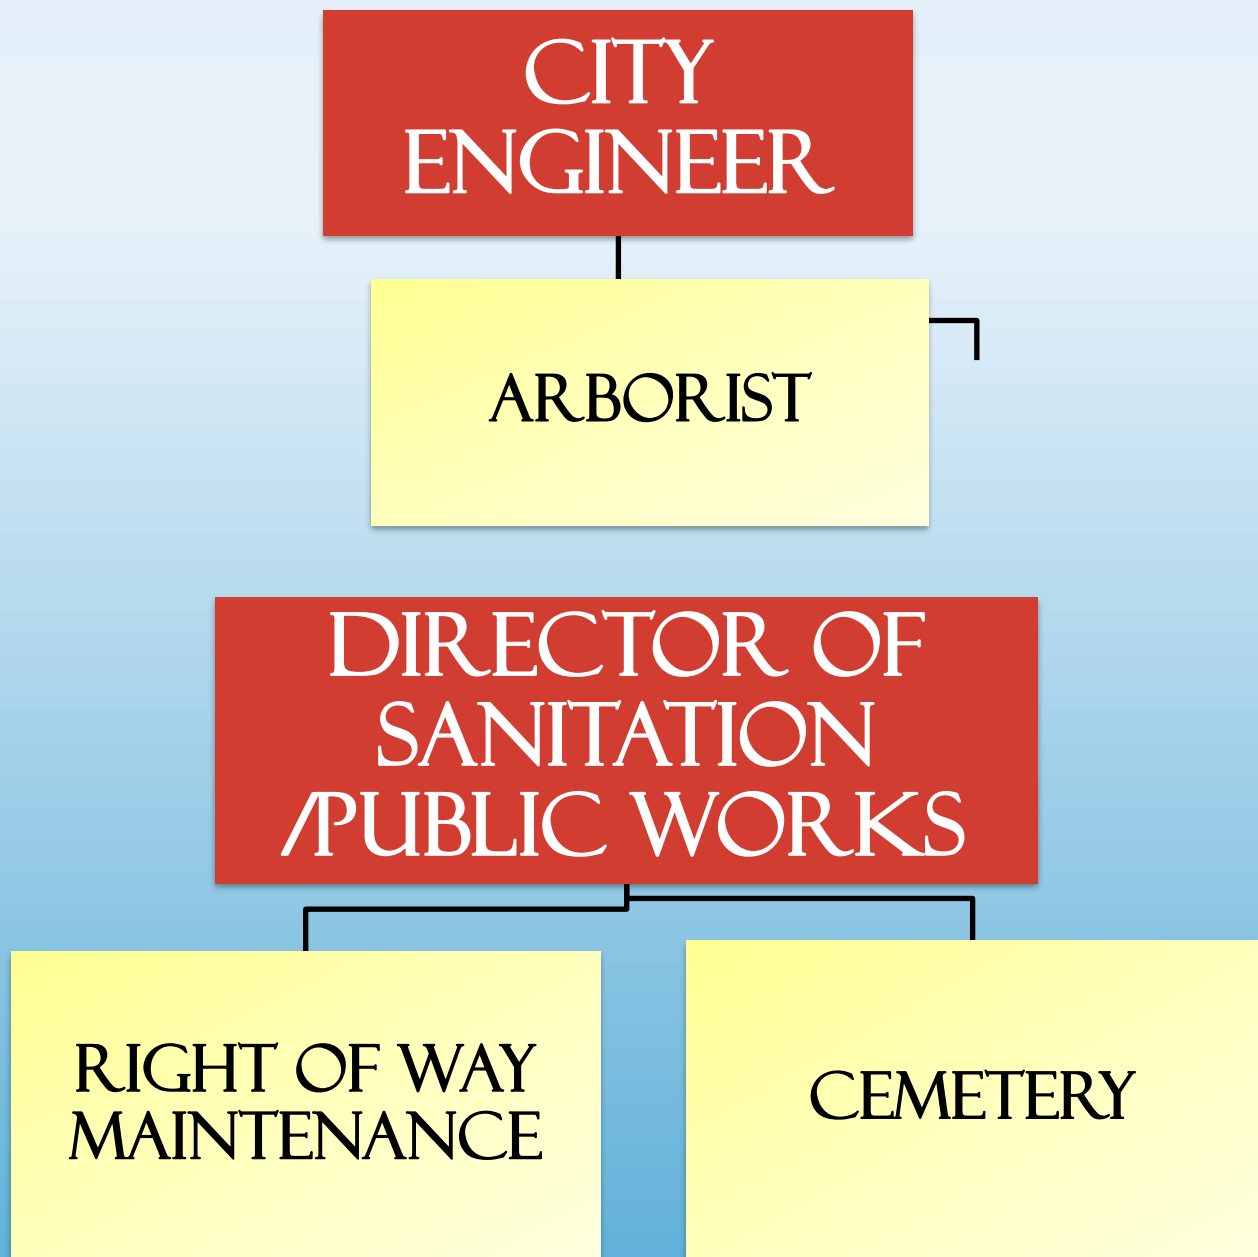 CITY
ENGINEER
ARBORIST
DIRECTOR OF
SANITATION
/PUBLIC WORKS
RIGHT OF WAY
MAINTENANCE
CEMETERY